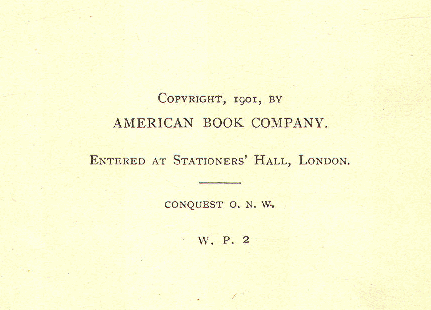 COPYRIGHT, 1901, BY
AMERICAN BOOK COMPANY.
ENTERED AT STATIONERS' HALL, LONDON.
CONQUEST O. N. W.
W. P. 2